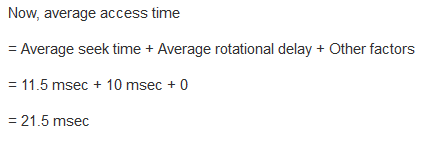 Now, average access time
= Average seek time + Average rotational delay + Other factors
= 11.5 msec + 10 msec + 0
= 21.5 msec